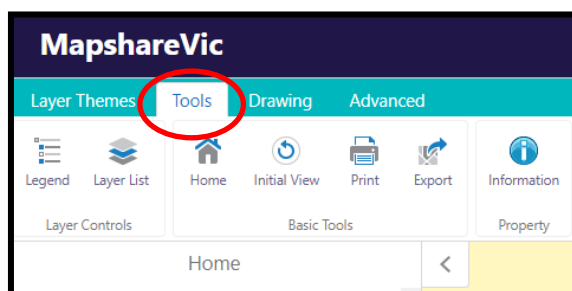 MapshareVic
Layer Themes Tools Drawing Advanced
Legend Layer List Home Initial View Print Export Information
Layer Controls Basic Tools Property
Home